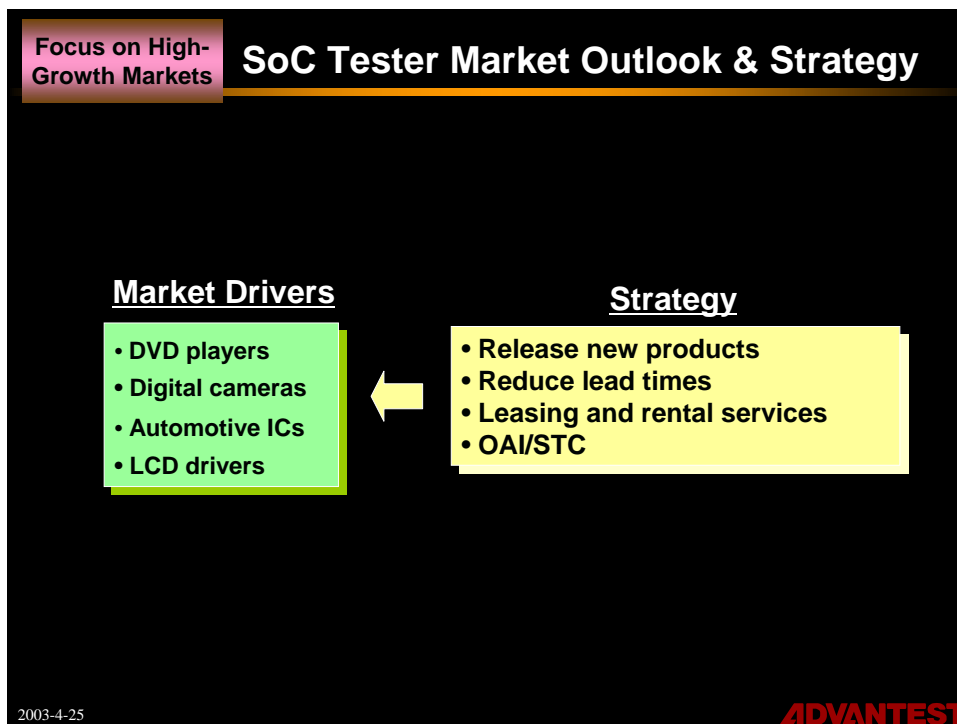 Focus on High-
Growth Markets
SoC Tester Market Outlook & Strategy
Market Drivers
• DVD players
• Digital cameras
• Automotive ICs
• LCD drivers
Strategy
• Release new products
• Reduce lead times
• Leasing and rental services
• OAI/STC
2003-4-25
ADVANTEST